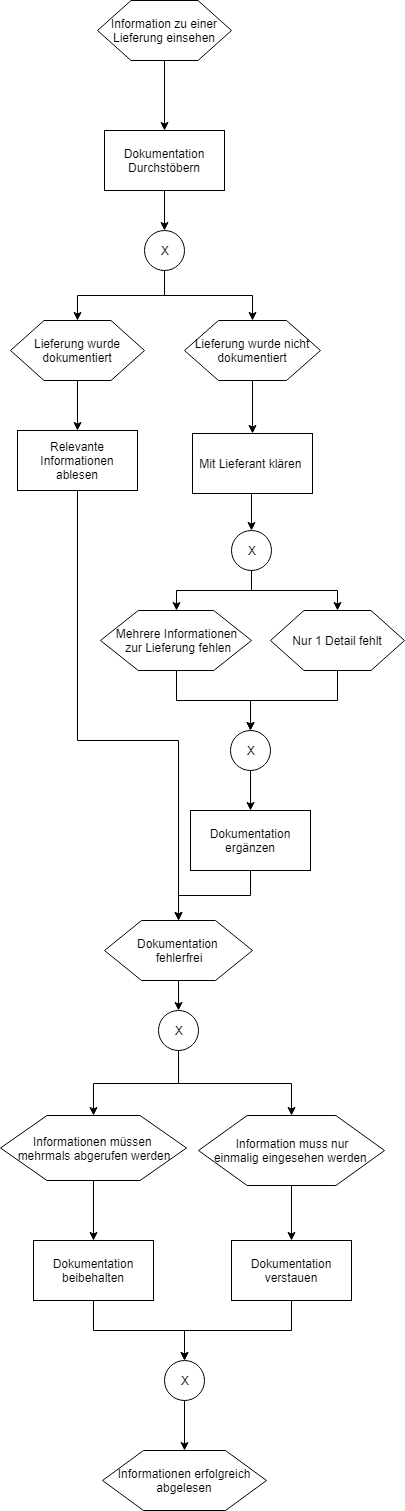 Information zu einer
Lieferung einsehen
Dokumentation
Durchstöbern
X
Lieferung wurde
dokumentiert
Lieferung wurde nicht
dokumentiert
Relevante
Informationen
ablesen
Mit Lieferant klären
X
Mehrere Informationen
zur Lieferung fehlen
Nur 1 Detail fehlt
X
Dokumentation
ergänzen
Dokumentation
fehlerfrei
X
Informationen müssen
mehrmals abgerufen werden
Information muss nur
einmalig eingesehen werden
Dokumentation
beibehalten
Dokumentation
verstauen
X
Informationen erfolgreich
abgelesen